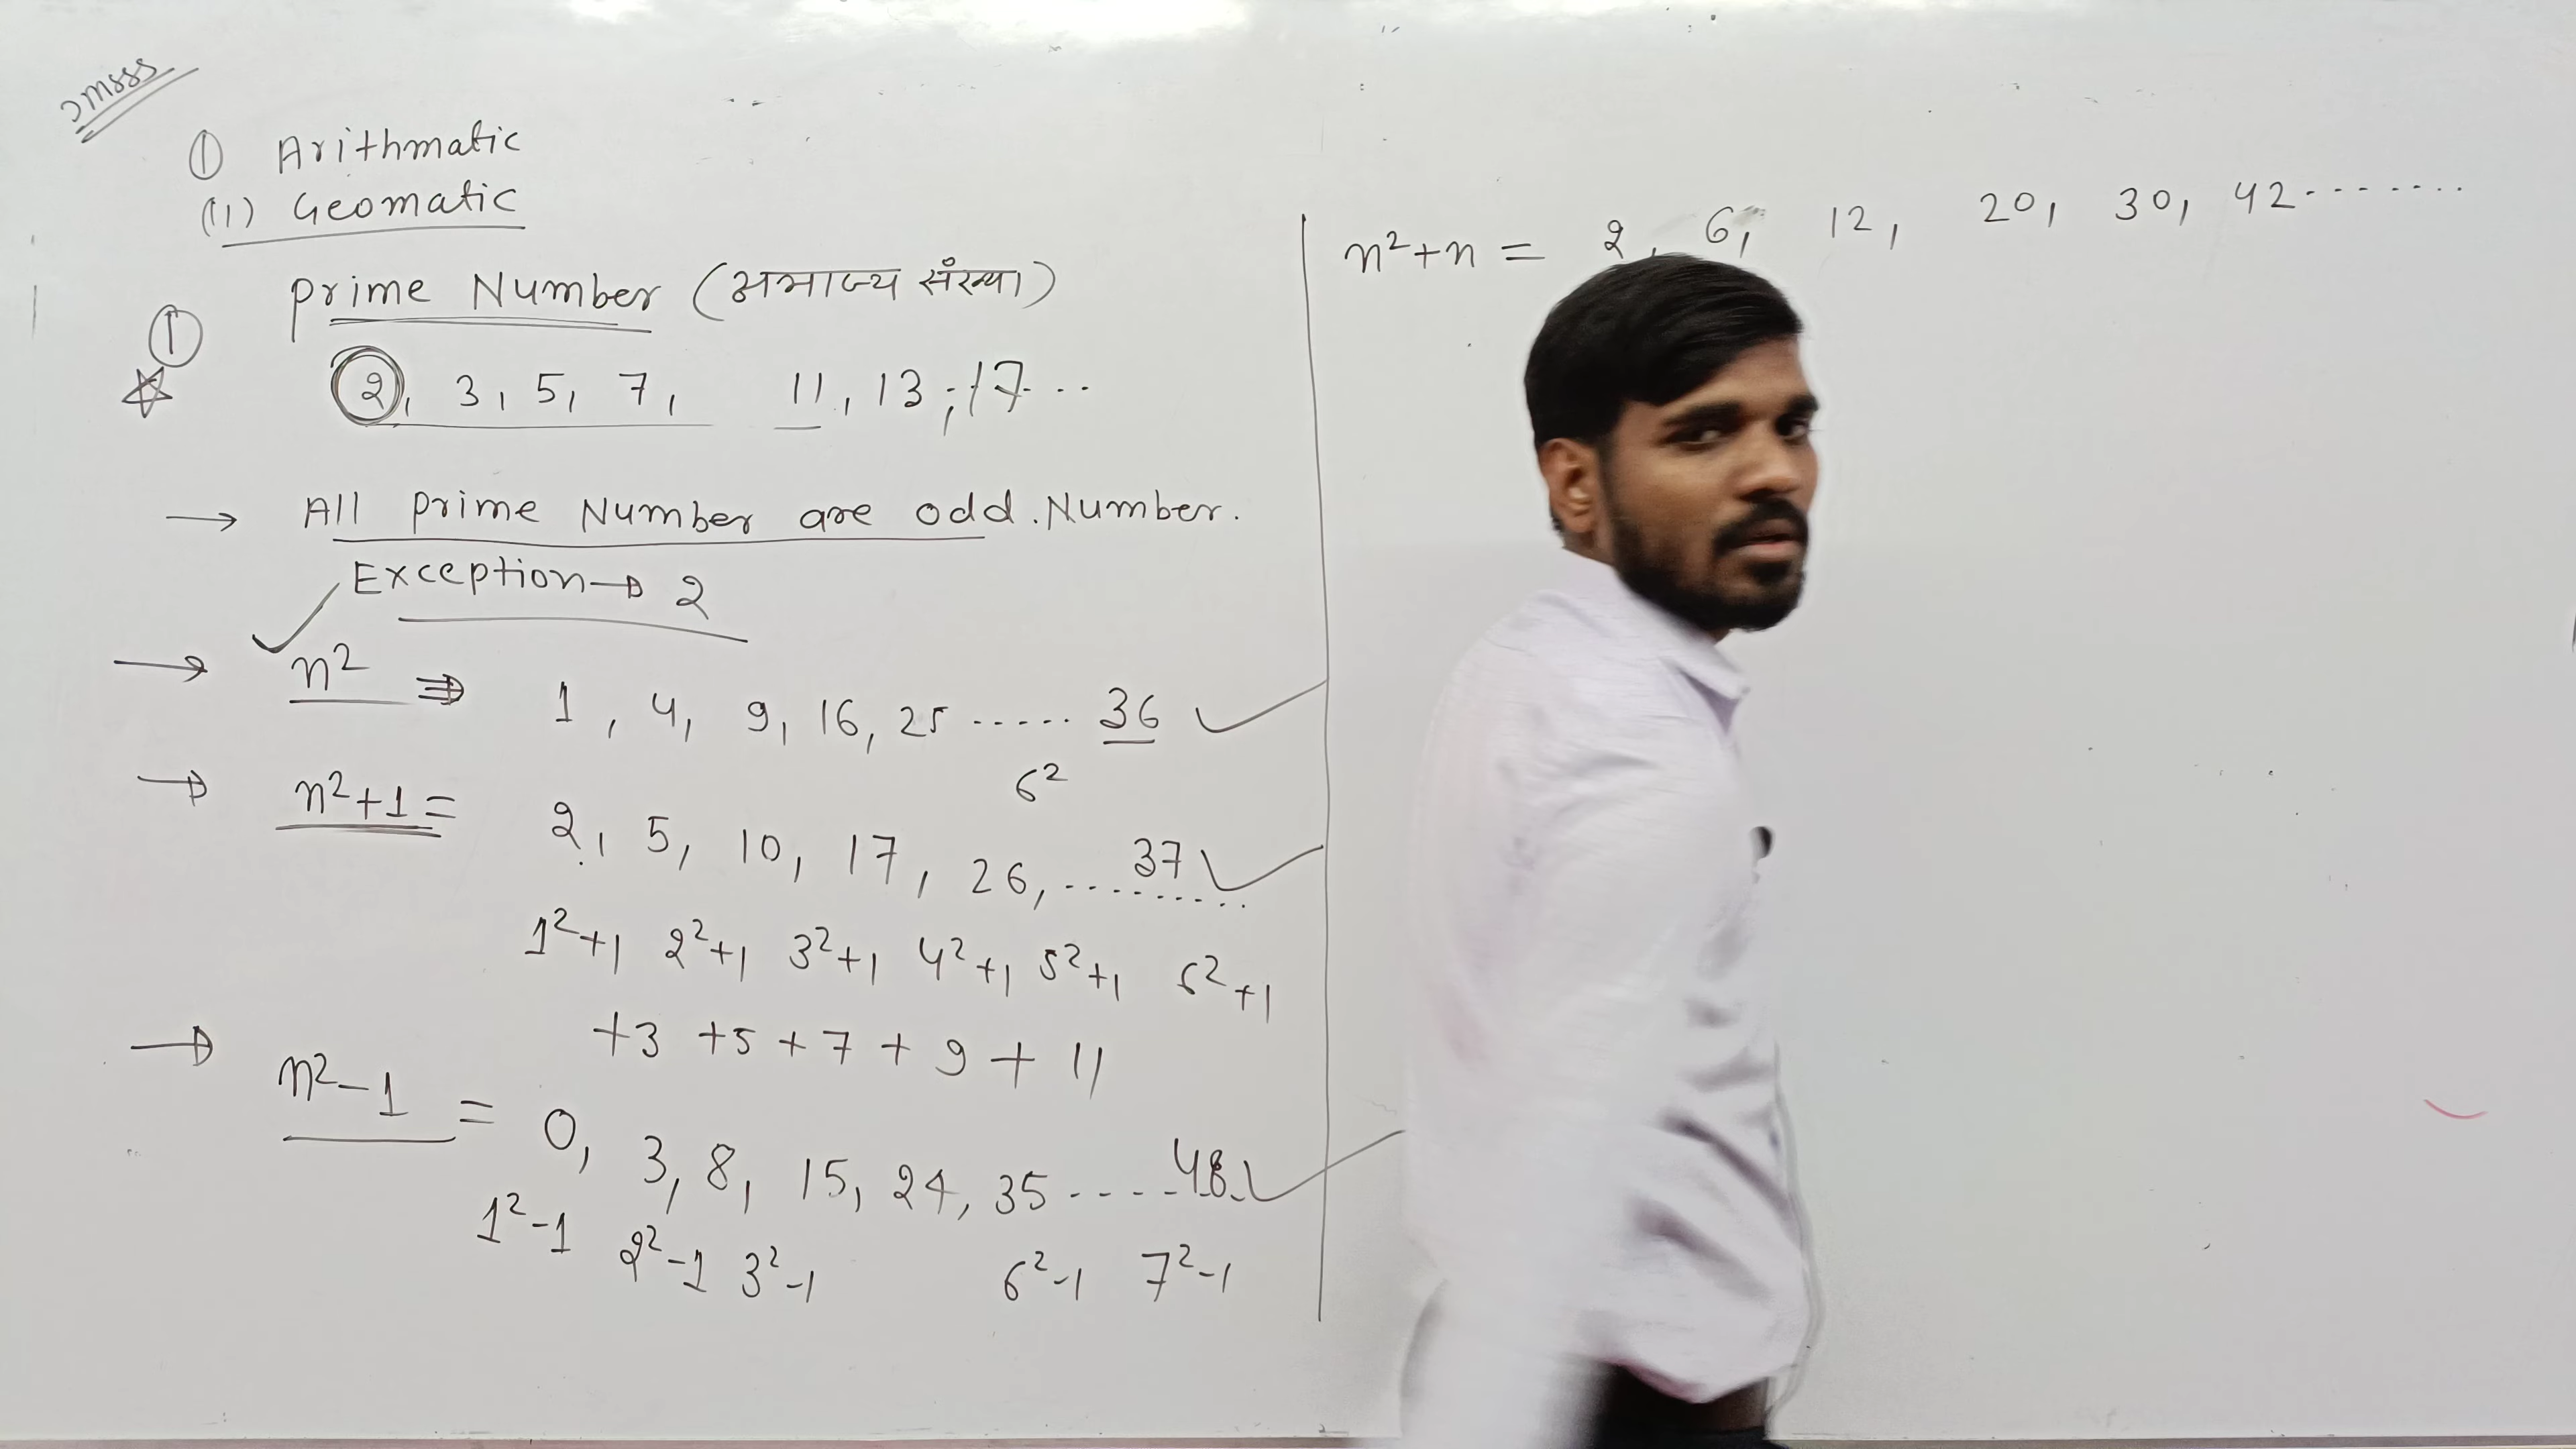 ① Arithmatic
(11) Geomatic
prime Number (अभाज्य संख्या)
①
2, 3, 5, 7, 11, 13, 17...
→ All prime Number are odd. Number.
Exception→ 2
→ n² ⇒ 1, 4, 9, 16, 25 ..... 36
6²
→ n²+1 = 2, 5, 10, 17, 26, ........ 37
1²+1 2²+1 3²+1 4²+1 5²+1 6²+1
+3 +5 +7 +9 +11
→ n²-1 = 0, 3, 8, 15, 24, 35 ..... 48
1²-1 2²-1 3²-1 6²-1 7²-1
n²+n = 2, 6, 12, 20, 30, 42.......